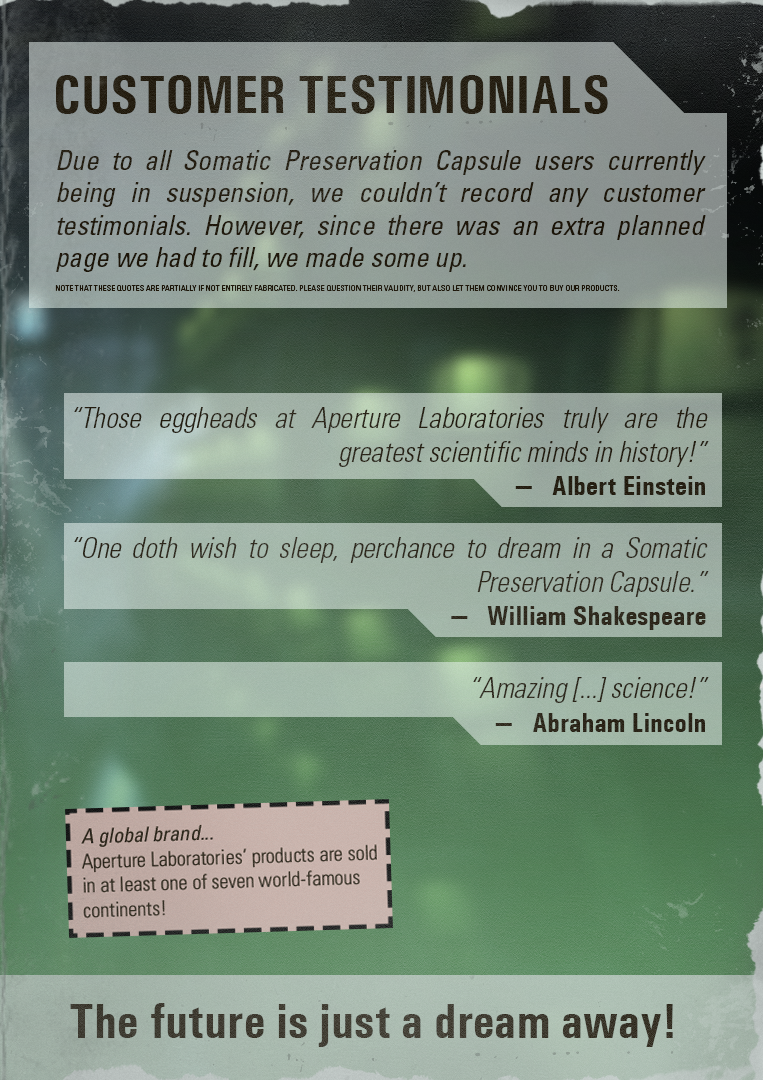 CUSTOMER TESTIMONIALS
Due to all Somatic Preservation Capsule users currently
being in suspension, we couldn't record any customer
testimonials. However, since there was an extra planned
page we had to fill, we made some up.
NOTE THAT THESE QUOTES ARE PARTIALLY IF NOT ENTIRELY FABRICATED. PLEASE QUESTION THEIR VALIDITY, BUT ALSO LET THEM CONVINCE YOU TO BUY OUR PRODUCTS.
“Those eggheads at Aperture Laboratories truly are the
greatest scientific minds in history!”
— Albert Einstein
“One doth wish to sleep, perchance to dream in a Somatic
Preservation Capsule.”
— William Shakespeare
“Amazing [...] science!”
— Abraham Lincoln
A global brand...
Aperture Laboratories’ products are sold
in at least one of seven world-famous
continents!
The future is just a dream away!